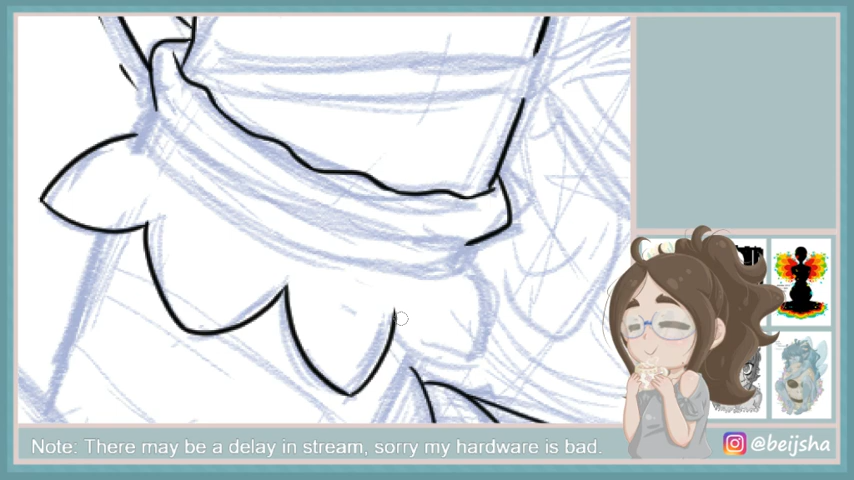 Note: There may be a delay in stream, sorry my hardware is bad.
@beijsha